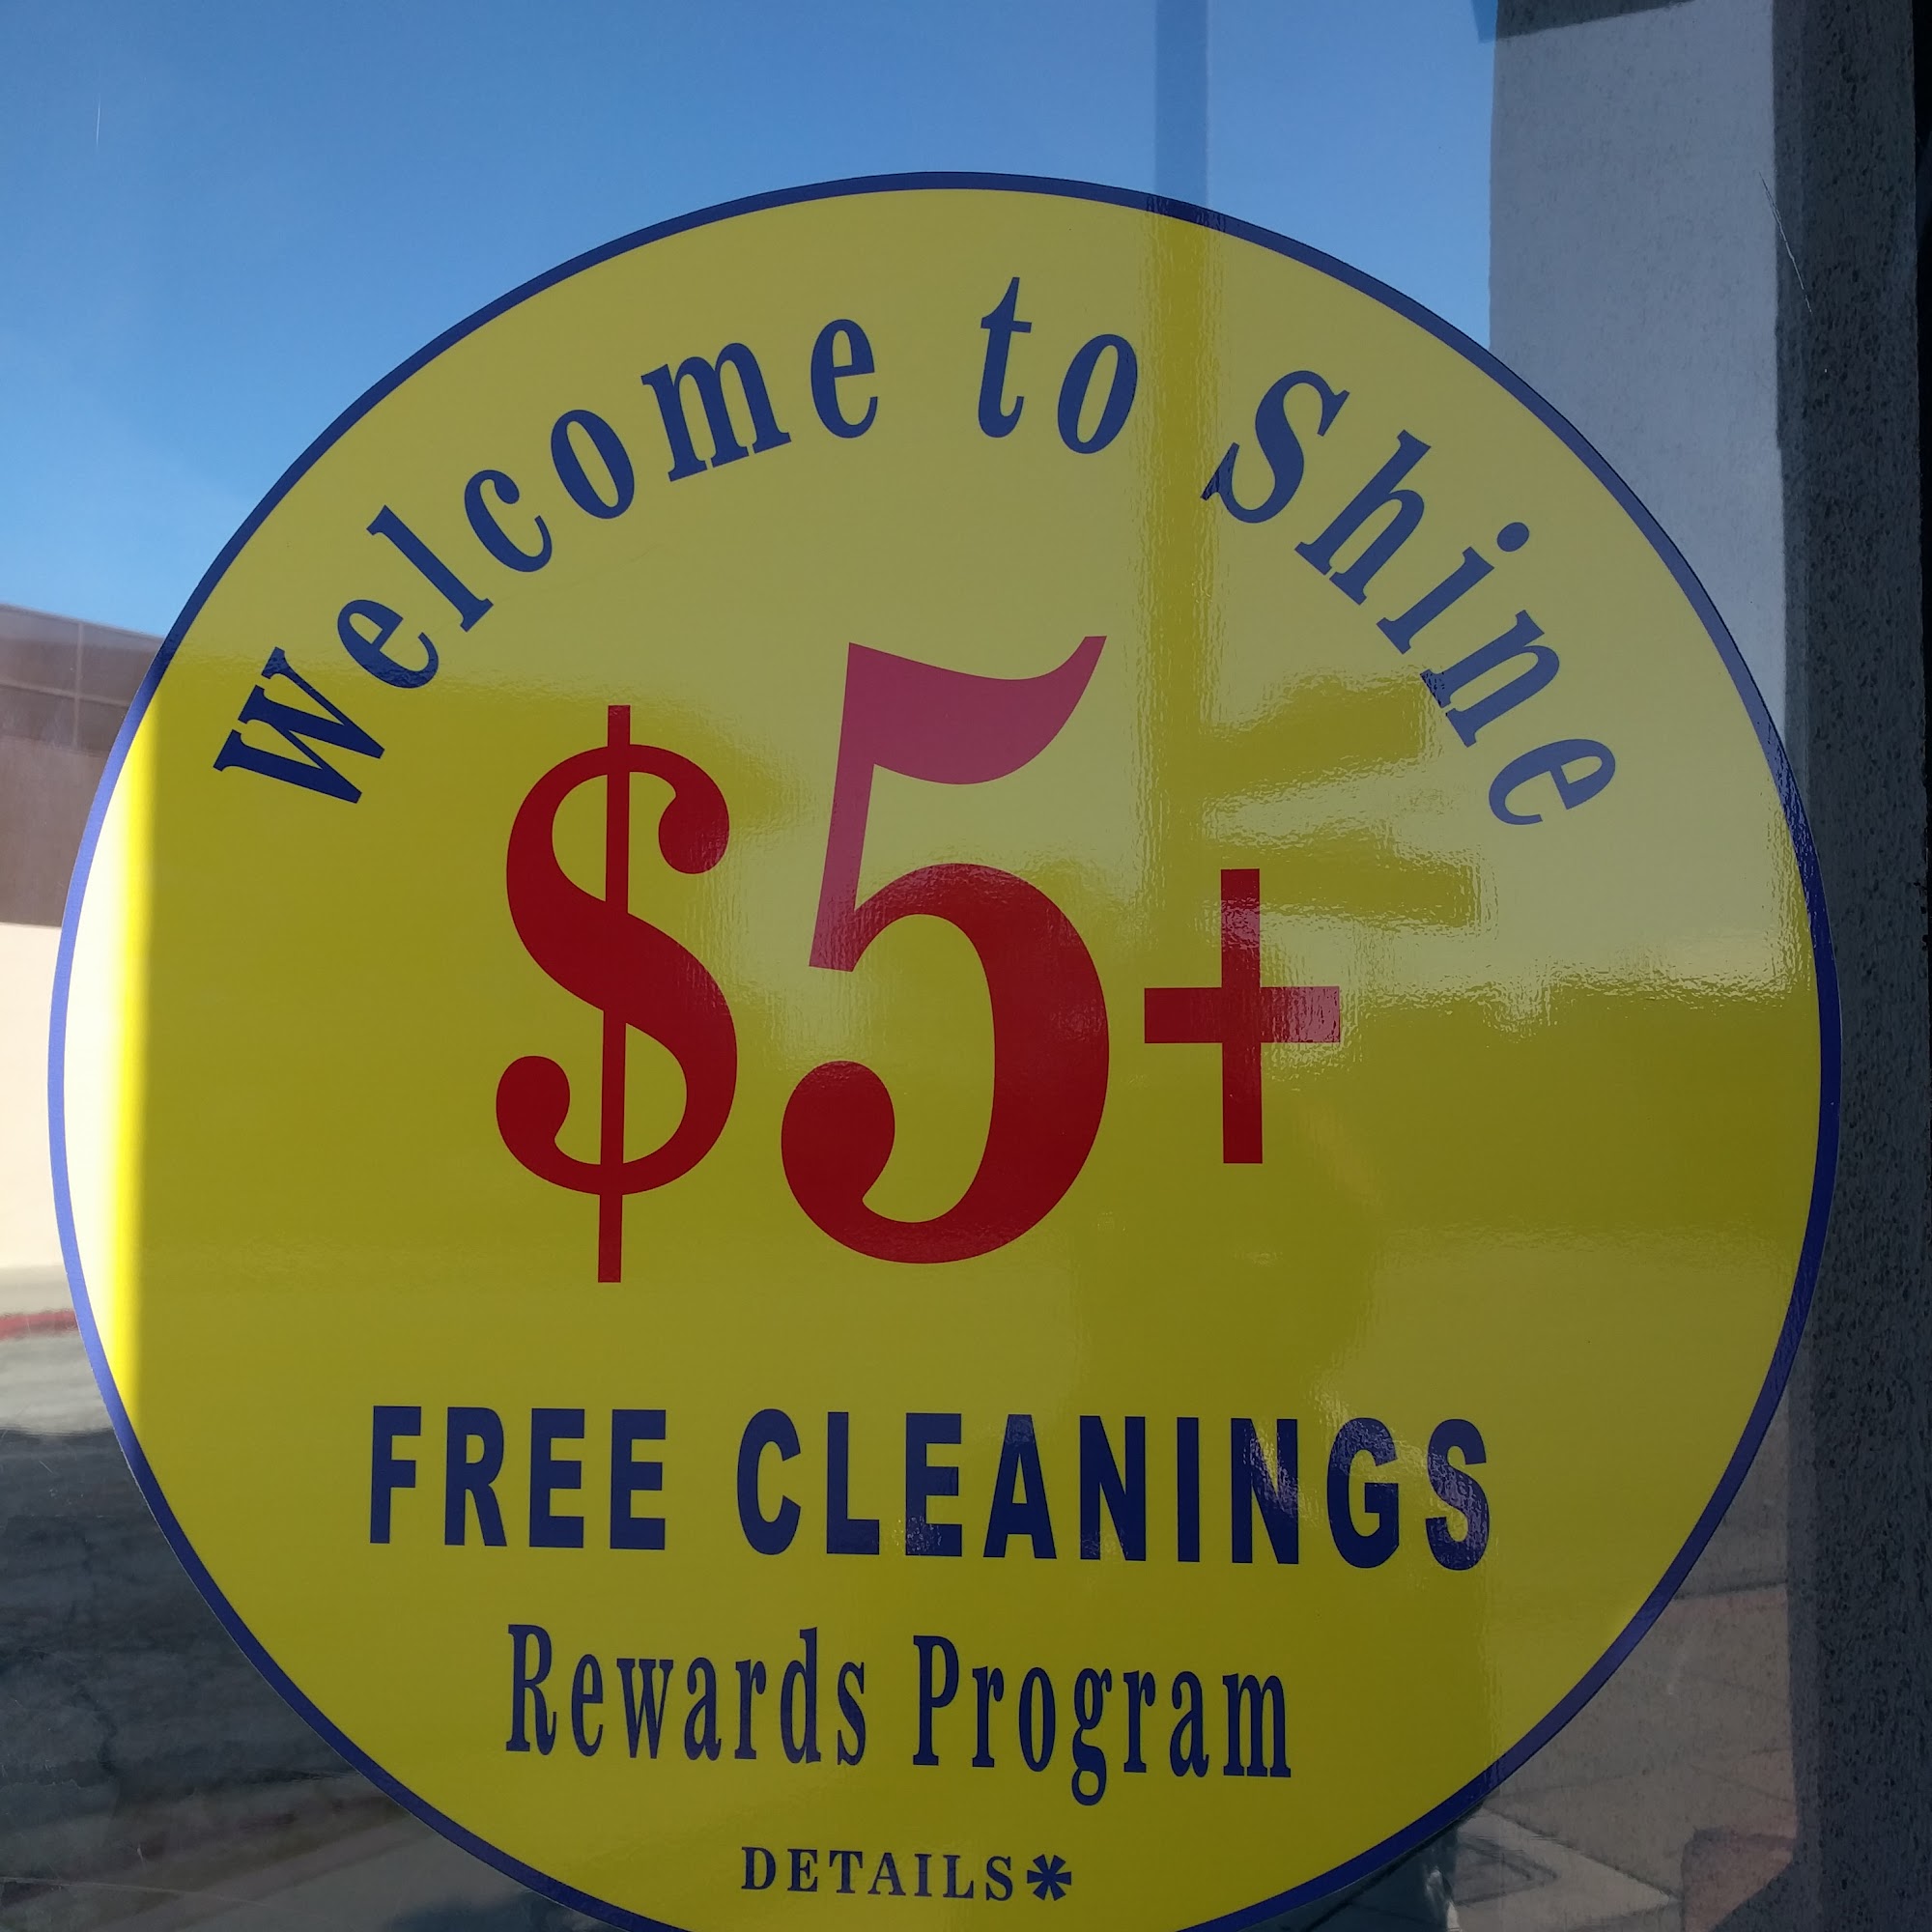 Welcome to Shine
$5+
FREE CLEANINGS
Rewards Program
DETAILS*